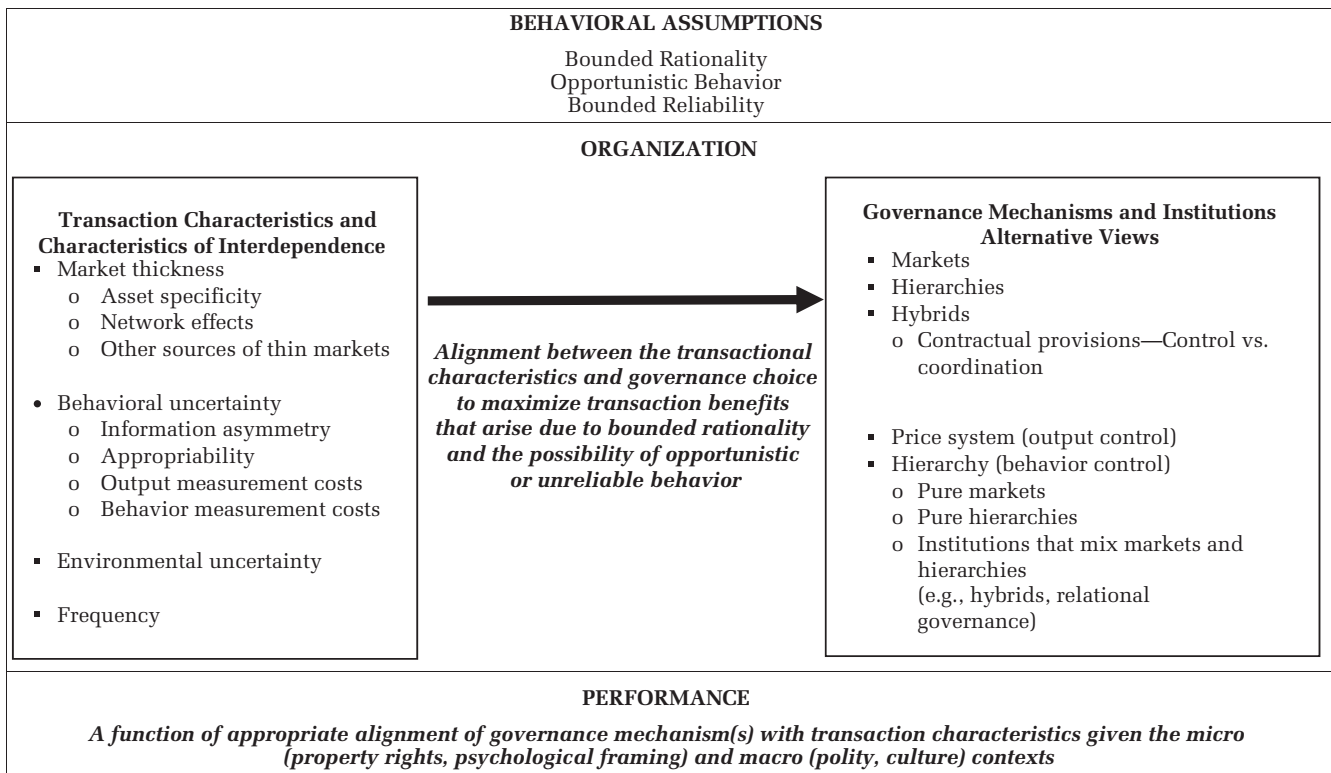 BEHAVIORAL ASSUMPTIONS
Bounded Rationality
Opportunistic Behavior
Bounded Reliability
ORGANIZATION
Transaction Characteristics and
Characteristics of Interdependence
▪ Market thickness
o Asset specificity
o Network effects
o Other sources of thin markets
• Behavioral uncertainty
o Information asymmetry
o Appropriability
o Output measurement costs
o Behavior measurement costs
▪ Environmental uncertainty
▪ Frequency
Alignment between the transactional
characteristics and governance choice
to maximize transaction benefits
that arise due to bounded rationality
and the possibility of opportunistic
or unreliable behavior
Governance Mechanisms and Institutions
Alternative Views
▪ Markets
▪ Hierarchies
▪ Hybrids
o Contractual provisions—Control vs.
coordination
▪ Price system (output control)
▪ Hierarchy (behavior control)
o Pure markets
o Pure hierarchies
o Institutions that mix markets and
hierarchies
(e.g., hybrids, relational
governance)
PERFORMANCE
A function of appropriate alignment of governance mechanism(s) with transaction characteristics given the micro
(property rights, psychological framing) and macro (polity, culture) contexts